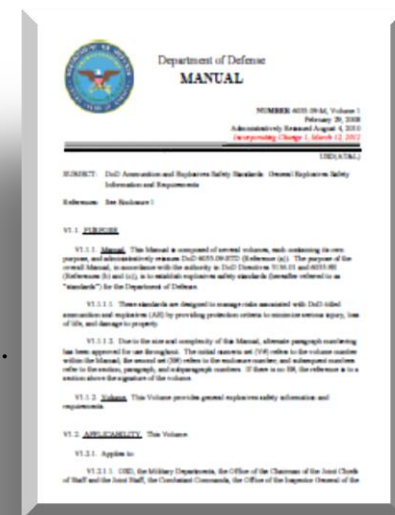 Department of Defense
MANUAL
NUMBER 6055.09-M, Volume 1
February 29, 2008
Administratively Reissued August 4, 2010
Incorporating Change 1, March 12, 2012
USD(AT&L)
SUBJECT: DoD Ammunition and Explosives Safety Standards: General Explosives Safety
Information and Requirements
References: See Enclosure 1
V1.1. PURPOSE
V1.1.1. Manual. This Manual is composed of several volumes, each containing its own
purpose, and administratively reissues DoD 6055.09-STD (Reference (a)). The purpose of the
overall Manual, in accordance with the authority in DoD Directives 5134.01 and 6055.9E
(References (b) and (c)), is to establish explosives safety standards (hereafter referred to as
"standards") for the Department of Defense.
V1.1.1.1. These standards are designed to manage risks associated with DoD-titled
ammunition and explosives (AE) by providing protection criteria to minimize serious injury, loss
of life, and damage to property.
V1.1.1.2. Due to the size and complexity of this Manual, alternate paragraph numbering
has been approved for use throughout. The initial numeric set (V#) refers to the volume number
within the Manual; the second set (E#) refers to the enclosure number; and subsequent numbers
refer to the section, paragraph, and subparagraph numbers. If there is no E#, the reference is to a
section above the signature of the volume.
V1.1.2. Volume. This Volume provides general explosives safety information and
requirements.
V1.2. APPLICABILITY. This Volume:
V1.2.1. Applies to:
V1.2.1.1. OSD, the Military Departments, the Office of the Chairman of the Joint Chiefs
of Staff and the Joint Staff, the Combatant Commands, the Office of the Inspector General of the